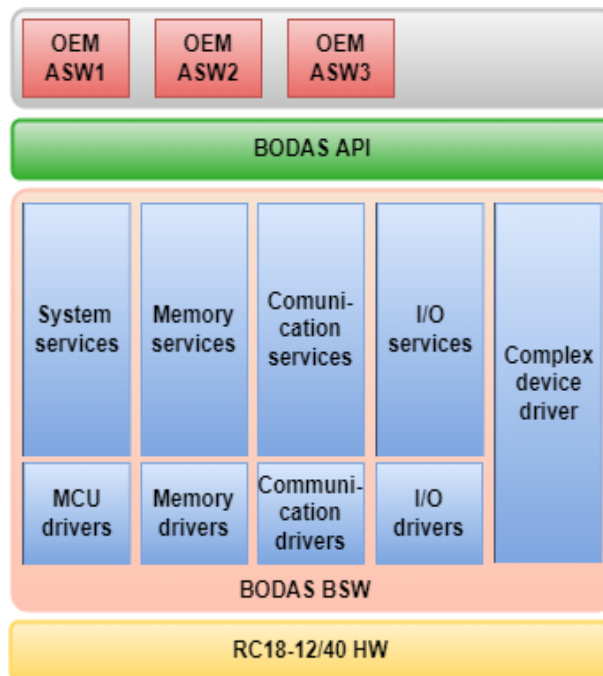 OEM
ASW1
OEM
ASW2
OEM
ASW3
BODAS API
System
services
Memory
services
Comuni-
cation
services
I/O
services
Complex
device
driver
MCU
drivers
Memory
drivers
Communi-
cation
drivers
I/O
drivers
BODAS BSW
RC18-12/40 HW